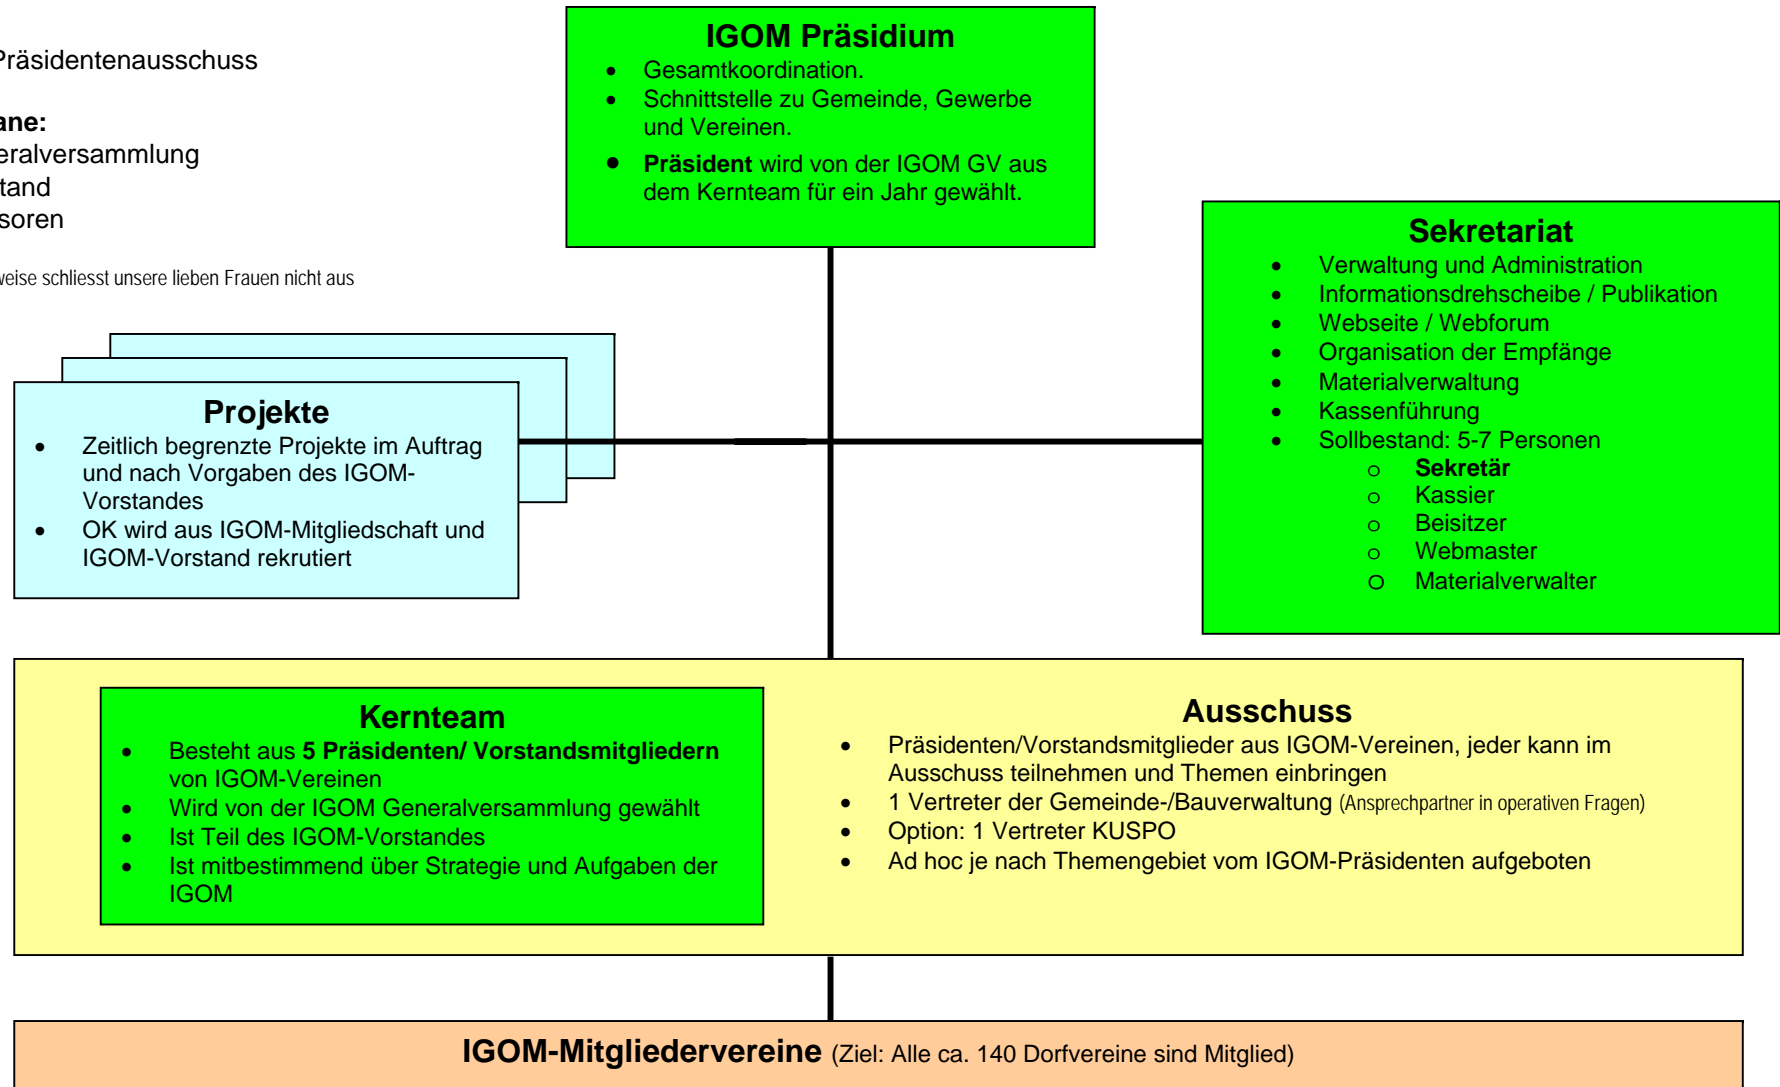 Präsidentenausschuss
ane:
eralversammlung
tand
soren
weise schliesst unsere lieben Frauen nicht aus
IGOM Präsidium
• Gesamtkoordination.
• Schnittstelle zu Gemeinde, Gewerbe
und Vereinen.
• Präsident wird von der IGOM GV aus
dem Kernteam für ein Jahr gewählt.
Sekretariat
• Verwaltung und Administration
• Informationsdrehscheibe / Publikation
• Webseite / Webforum
• Organisation der Empfänge
• Materialverwaltung
• Kassenführung
• Sollbestand: 5-7 Personen
o Sekretär
o Kassier
o Beisitzer
o Webmaster
o Materialverwalter
Projekte
• Zeitlich begrenzte Projekte im Auftrag
und nach Vorgaben des IGOM-
Vorstandes
• OK wird aus IGOM-Mitgliedschaft und
IGOM-Vorstand rekrutiert
Kernteam
• Besteht aus 5 Präsidenten/ Vorstandsmitgliedern
von IGOM-Vereinen
• Wird von der IGOM Generalversammlung gewählt
• Ist Teil des IGOM-Vorstandes
• Ist mitbestimmend über Strategie und Aufgaben der
IGOM
Ausschuss
• Präsidenten/Vorstandsmitglieder aus IGOM-Vereinen, jeder kann im
Ausschuss teilnehmen und Themen einbringen
• 1 Vertreter der Gemeinde-/Bauverwaltung (Ansprechpartner in operativen Fragen)
• Option: 1 Vertreter KUSPO
• Ad hoc je nach Themengebiet vom IGOM-Präsidenten aufgeboten
IGOM-Mitgliedervereine (Ziel: Alle ca. 140 Dorfvereine sind Mitglied)